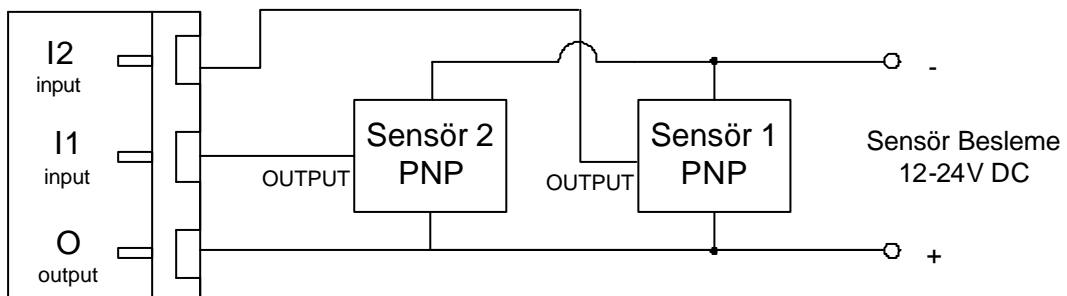 I2
input
I1
input
O
output
Sensör 2
PNP
OUTPUT
Sensör 1
PNP
OUTPUT
-
Sensör Besleme
12-24V DC
+